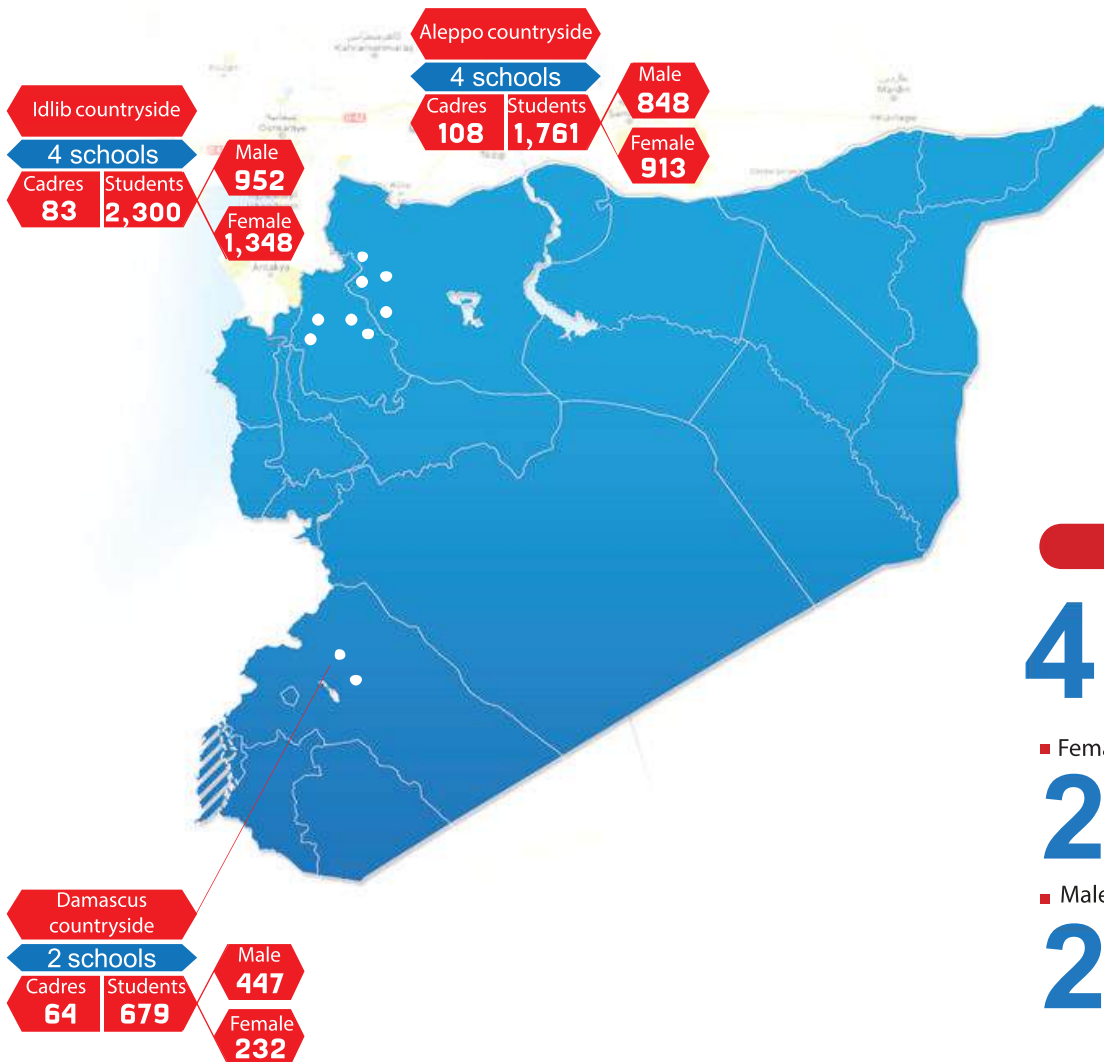 Aleppo countryside
4 schools
Cadres
108
Students
1,761
Male
848
Female
913
Idlib countryside
4 schools
Cadres
83
Students
2,300
Male
952
Female
1,348
Antakya
Mardin
4
Fema
2
Male
2
Damascus
countryside
2 schools
Cadres
64
Students
679
Male
447
Female
232